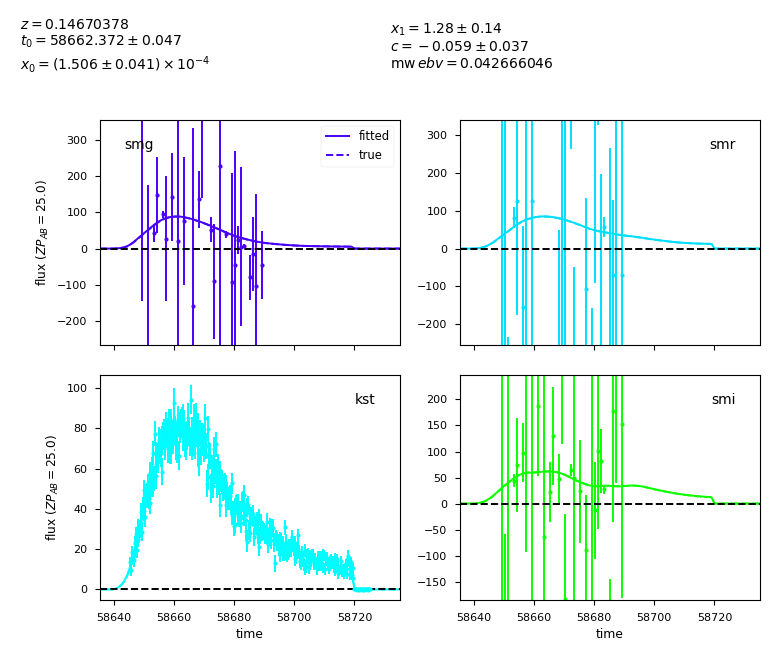 z = 0.14670378
t₀ = 58662.372 ± 0.047
x₀ = (1.506 ± 0.041) × 10⁻⁴
x₁ = 1.28 ± 0.14
c = −0.059 ± 0.037
mw ebv = 0.042666046
flux (ZP_AB = 25.0)
300
200
100
0
−100
−200
smg
fitted
true
300
200
100
0
−100
−200
smr
flux (ZP_AB = 25.0)
100
80
60
40
20
0
kst
58640 58660 58680 58700 58720
time
200
150
100
50
0
−50
−100
−150
smi
58640 58660 58680 58700 58720
time